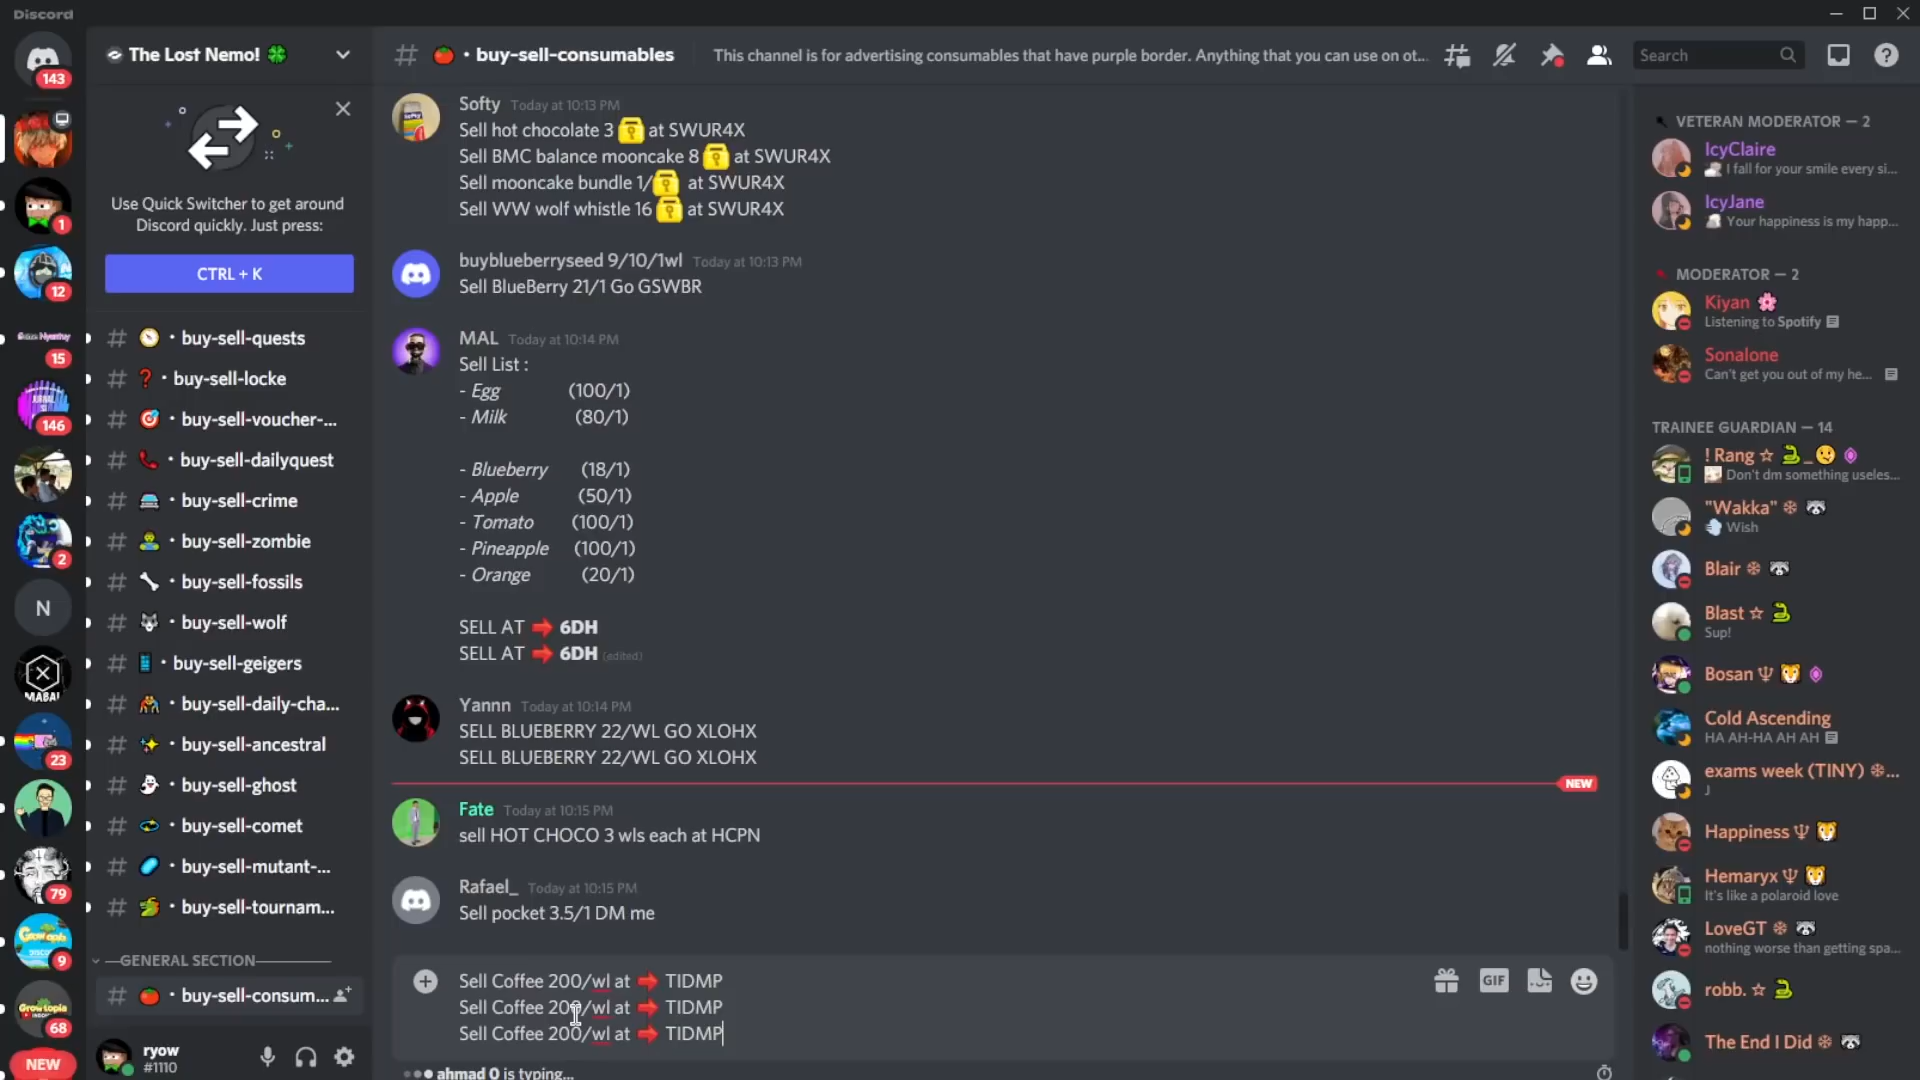 Discord
143
1
12
15
146
2
N
MABAI
23
79
9
68
NEW
The Lost Nemo!
Use Quick Switcher to get around
Discord quickly. Just press:
CTRL + K
# • buy-sell-quests
# ? • buy-sell-locke
# • buy-sell-voucher-...
# • buy-sell-dailyquest
# • buy-sell-crime
# • buy-sell-zombie
# • buy-sell-fossils
# • buy-sell-wolf
# • buy-sell-geigers
# • buy-sell-daily-cha...
# • buy-sell-ancestral
# • buy-sell-ghost
# • buy-sell-comet
# • buy-sell-mutant-...
# • buy-sell-tournam...
—GENERAL SECTION—
# • buy-sell-consum...
ryow
#1110
# • buy-sell-consumables
This channel is for advertising consumables that have purple border. Anything that you can use on ot...
Search
Softy Today at 10:13 PM
Sell hot chocolate 3 at SWUR4X
Sell BMC balance mooncake 8 at SWUR4X
Sell mooncake bundle 1/ at SWUR4X
Sell WW wolf whistle 16 at SWUR4X
buyblueberryseed 9/10/1wl Today at 10:13 PM
Sell BlueBerry 21/1 Go GSWBR
MAL Today at 10:14 PM
Sell List :
- Egg (100/1)
- Milk (80/1)
- Blueberry (18/1)
- Apple (50/1)
- Tomato (100/1)
- Pineapple (100/1)
- Orange (20/1)
SELL AT ➡ 6DH
SELL AT ➡ 6DH (edited)
Yannn Today at 10:14 PM
SELL BLUEBERRY 22/WL GO XLOHX
SELL BLUEBERRY 22/WL GO XLOHX
NEW
Fate Today at 10:15 PM
sell HOT CHOCO 3 wls each at HCPN
Rafael_ Today at 10:15 PM
Sell pocket 3.5/1 DM me
Sell Coffee 200/wl at ➡ TIDMP
Sell Coffee 200/wl at ➡ TIDMP
Sell Coffee 200/wl at ➡ TIDMP
GIF
ahmad 0 is typing...
VETERAN MODERATOR — 2
IcyClaire
I fall for your smile every si...
IcyJane
Your happiness is my happ...
MODERATOR — 2
Kiyan
Listening to Spotify
Sonalone
Can't get you out of my he...
TRAINEE GUARDIAN — 14
! Rang ☆ _
Don't dm something useles...
"Wakka" ❄
Wish
Blair ❄
Blast ☆
Sup!
Bosan Ψ
Cold Ascending
HA AH-HA AH AH
exams week (TINY) ❄...
J
Happiness Ψ
Hemaryx Ψ
It's like a polaroid love
LoveGT ❄
nothing worse than getting spa...
robb. ☆
The End I Did ❄